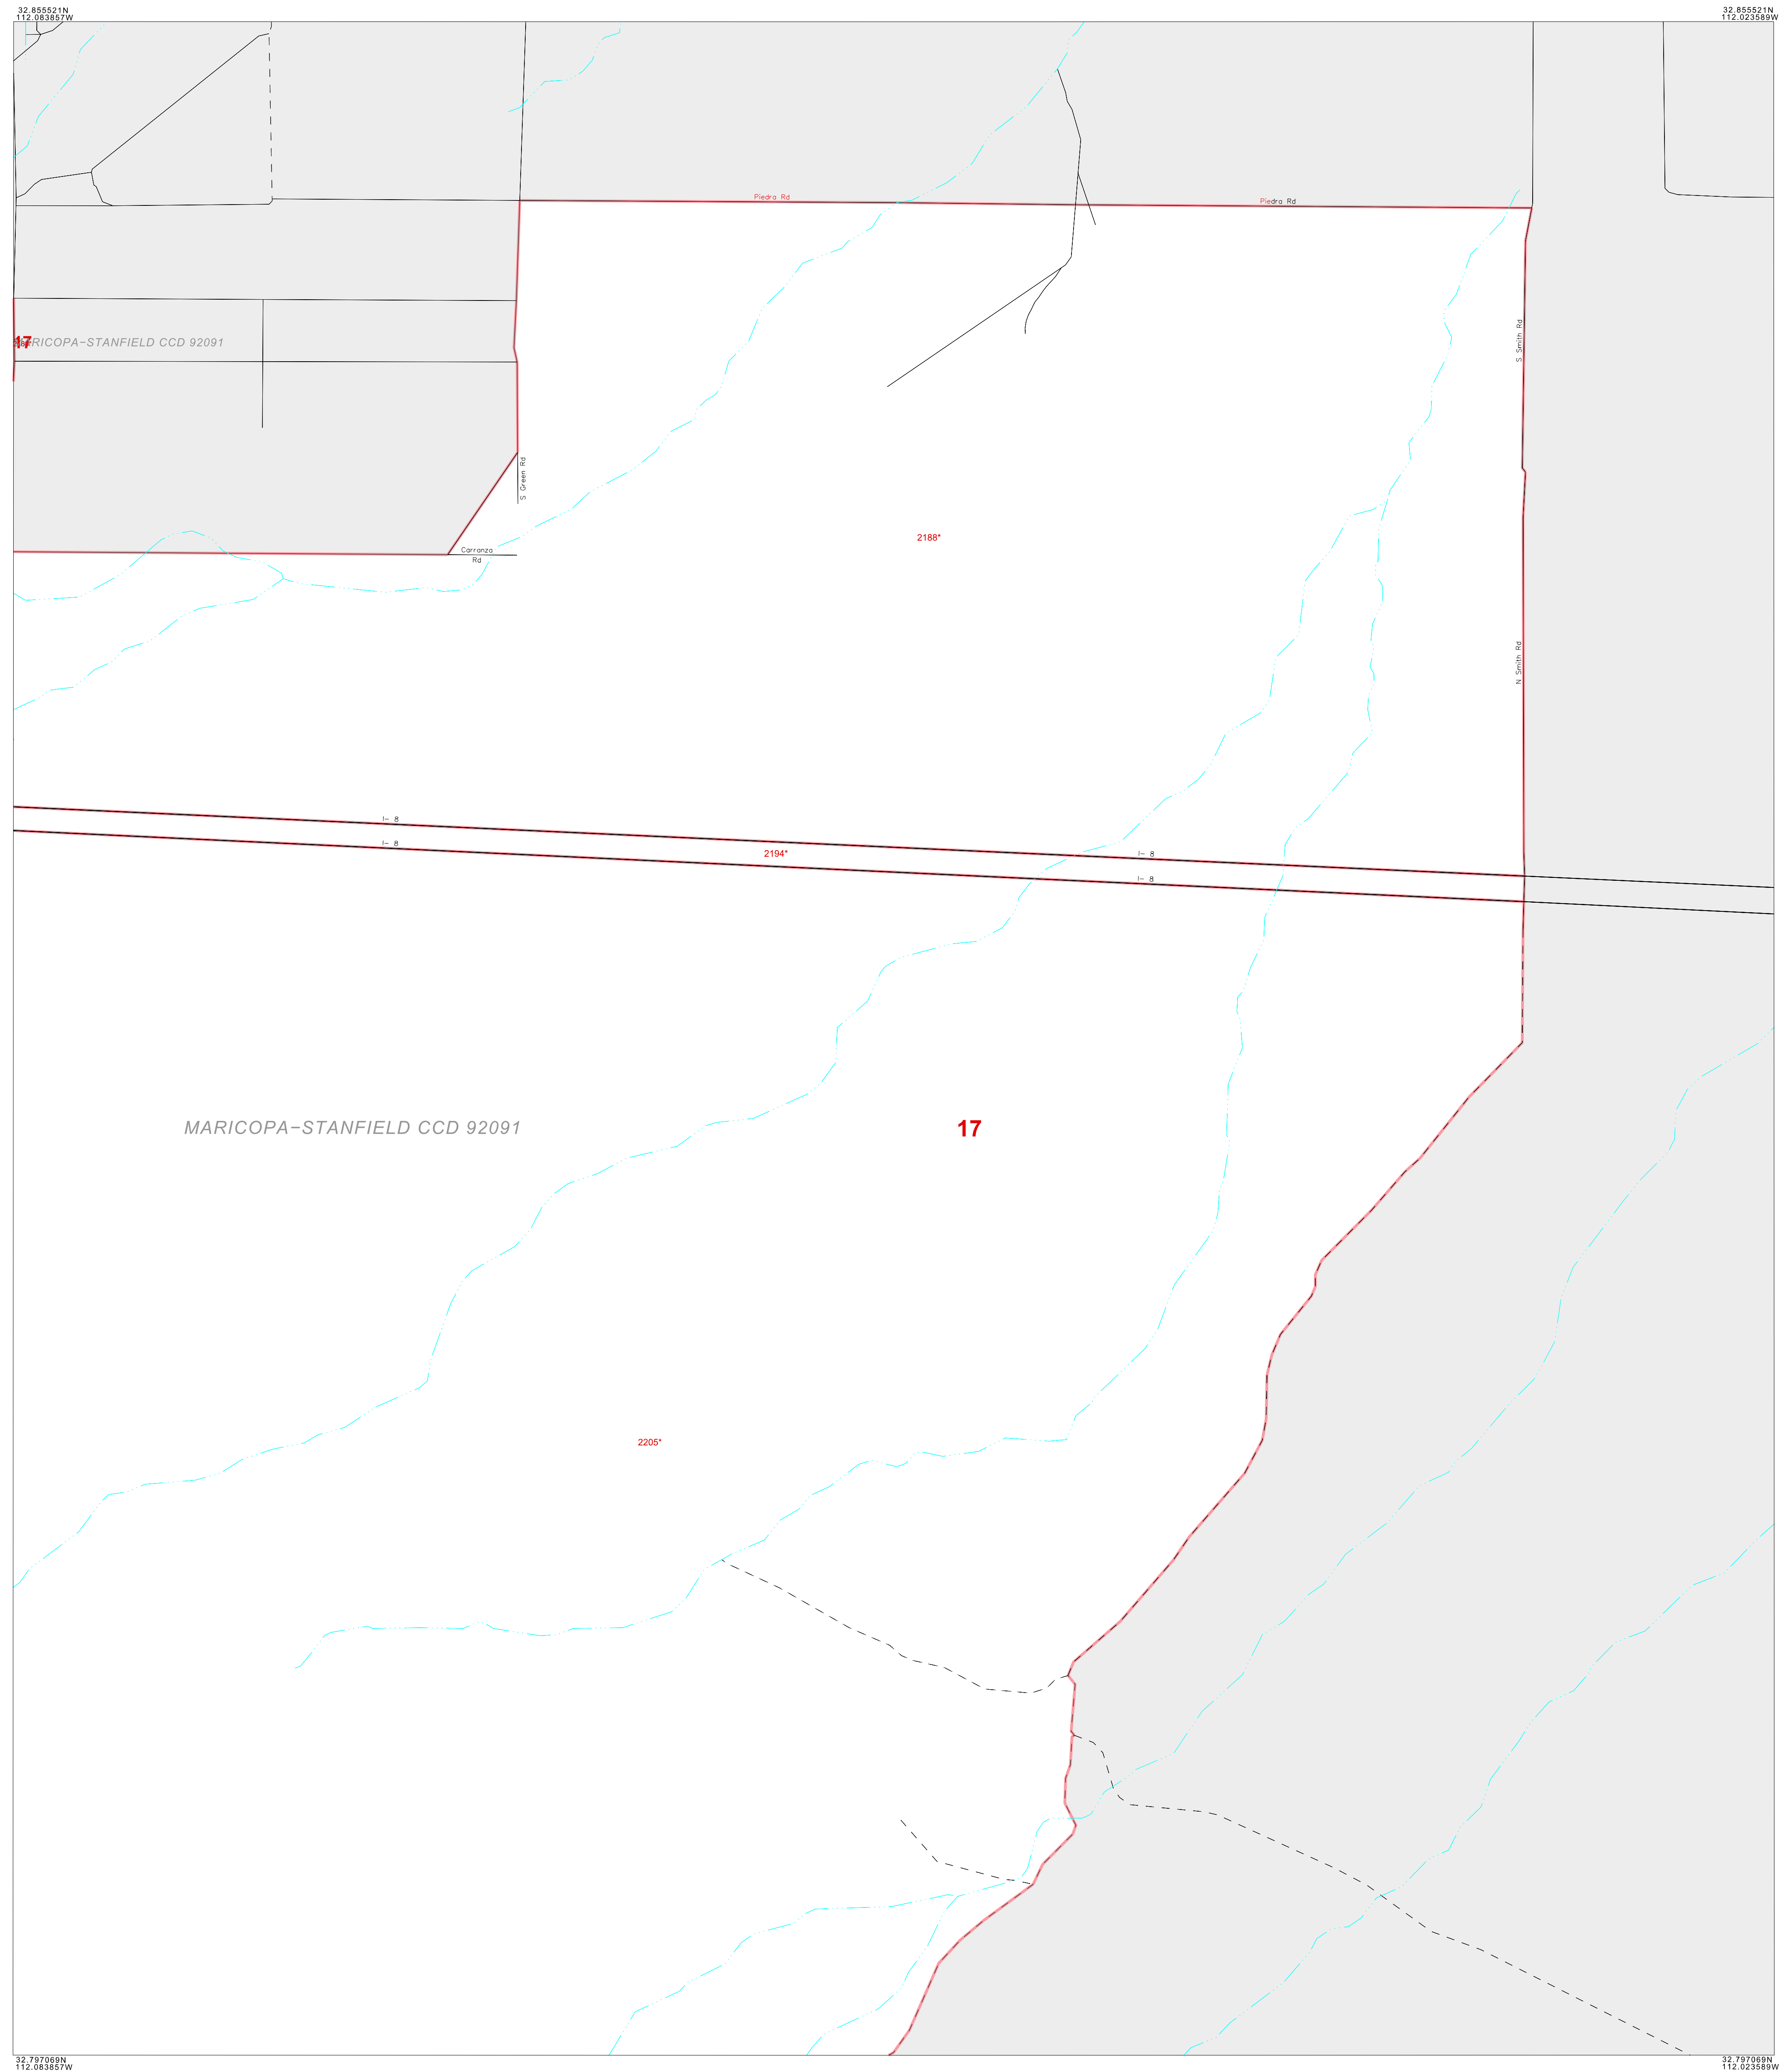 32.855521N
112.083857W
32.855521N
112.023589W
Piedra Rd
Piedra Rd
S Smith Rd
17
MARICOPA-STANFIELD CCD 92091
S Green Rd
2188*
Carranza
Rd
N Smith Rd
I- 8
I- 8
2194*
I- 8
I- 8
MARICOPA-STANFIELD CCD 92091
17
2205*
32.797069N
112.083857W
32.797069N
112.023589W